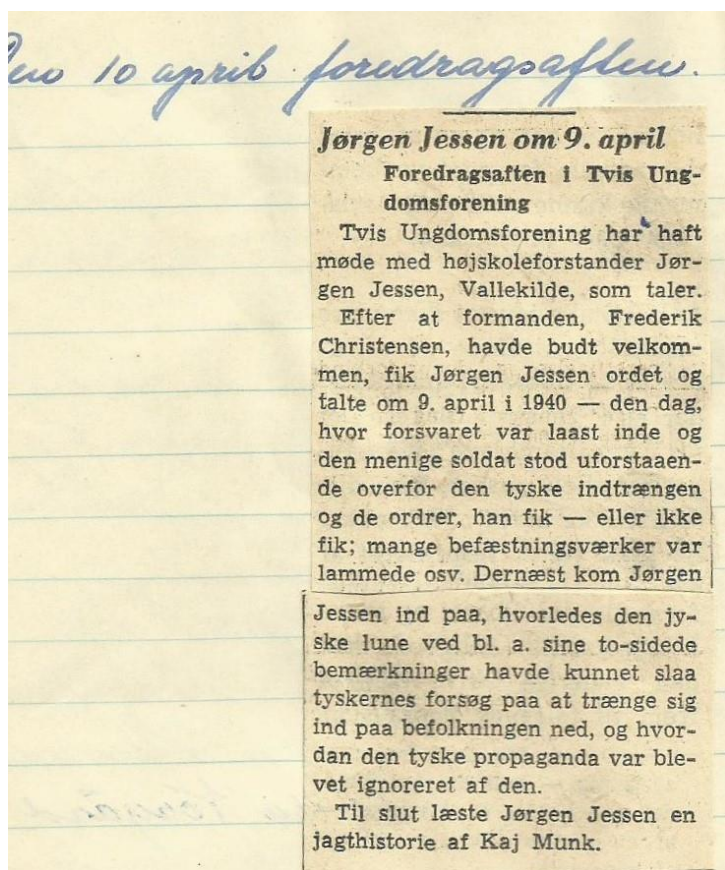 Den 10 april foredragsaften.
Jørgen Jessen om 9. april
Foredragsaften i Tvis Ung-
domsforening
Tvis Ungdomsforening har haft
møde med højskoleforstander Jør-
gen Jessen, Vallekilde, som taler.
Efter at formanden, Frederik
Christensen, havde budt velkom-
men, fik Jørgen Jessen ordet og
talte om 9. april i 1940 — den dag,
hvor forsvaret var laast inde og
den menige soldat stod uforstaaen-
de overfor den tyske indtrængen
og de ordrer, han fik — eller ikke
fik; mange befæstningsværker var
lammede osv. Dernæst kom Jørgen
Jessen ind paa, hvorledes den jy-
ske lune ved bl. a. sine to-sidede
bemærkninger havde kunnet slaa
tyskernes forsøg paa at trænge sig
ind paa befolkningen ned, og hvor-
dan den tyske propaganda var ble-
vet ignoreret af den.
Til slut læste Jørgen Jessen en
jagthistorie af Kaj Munk.